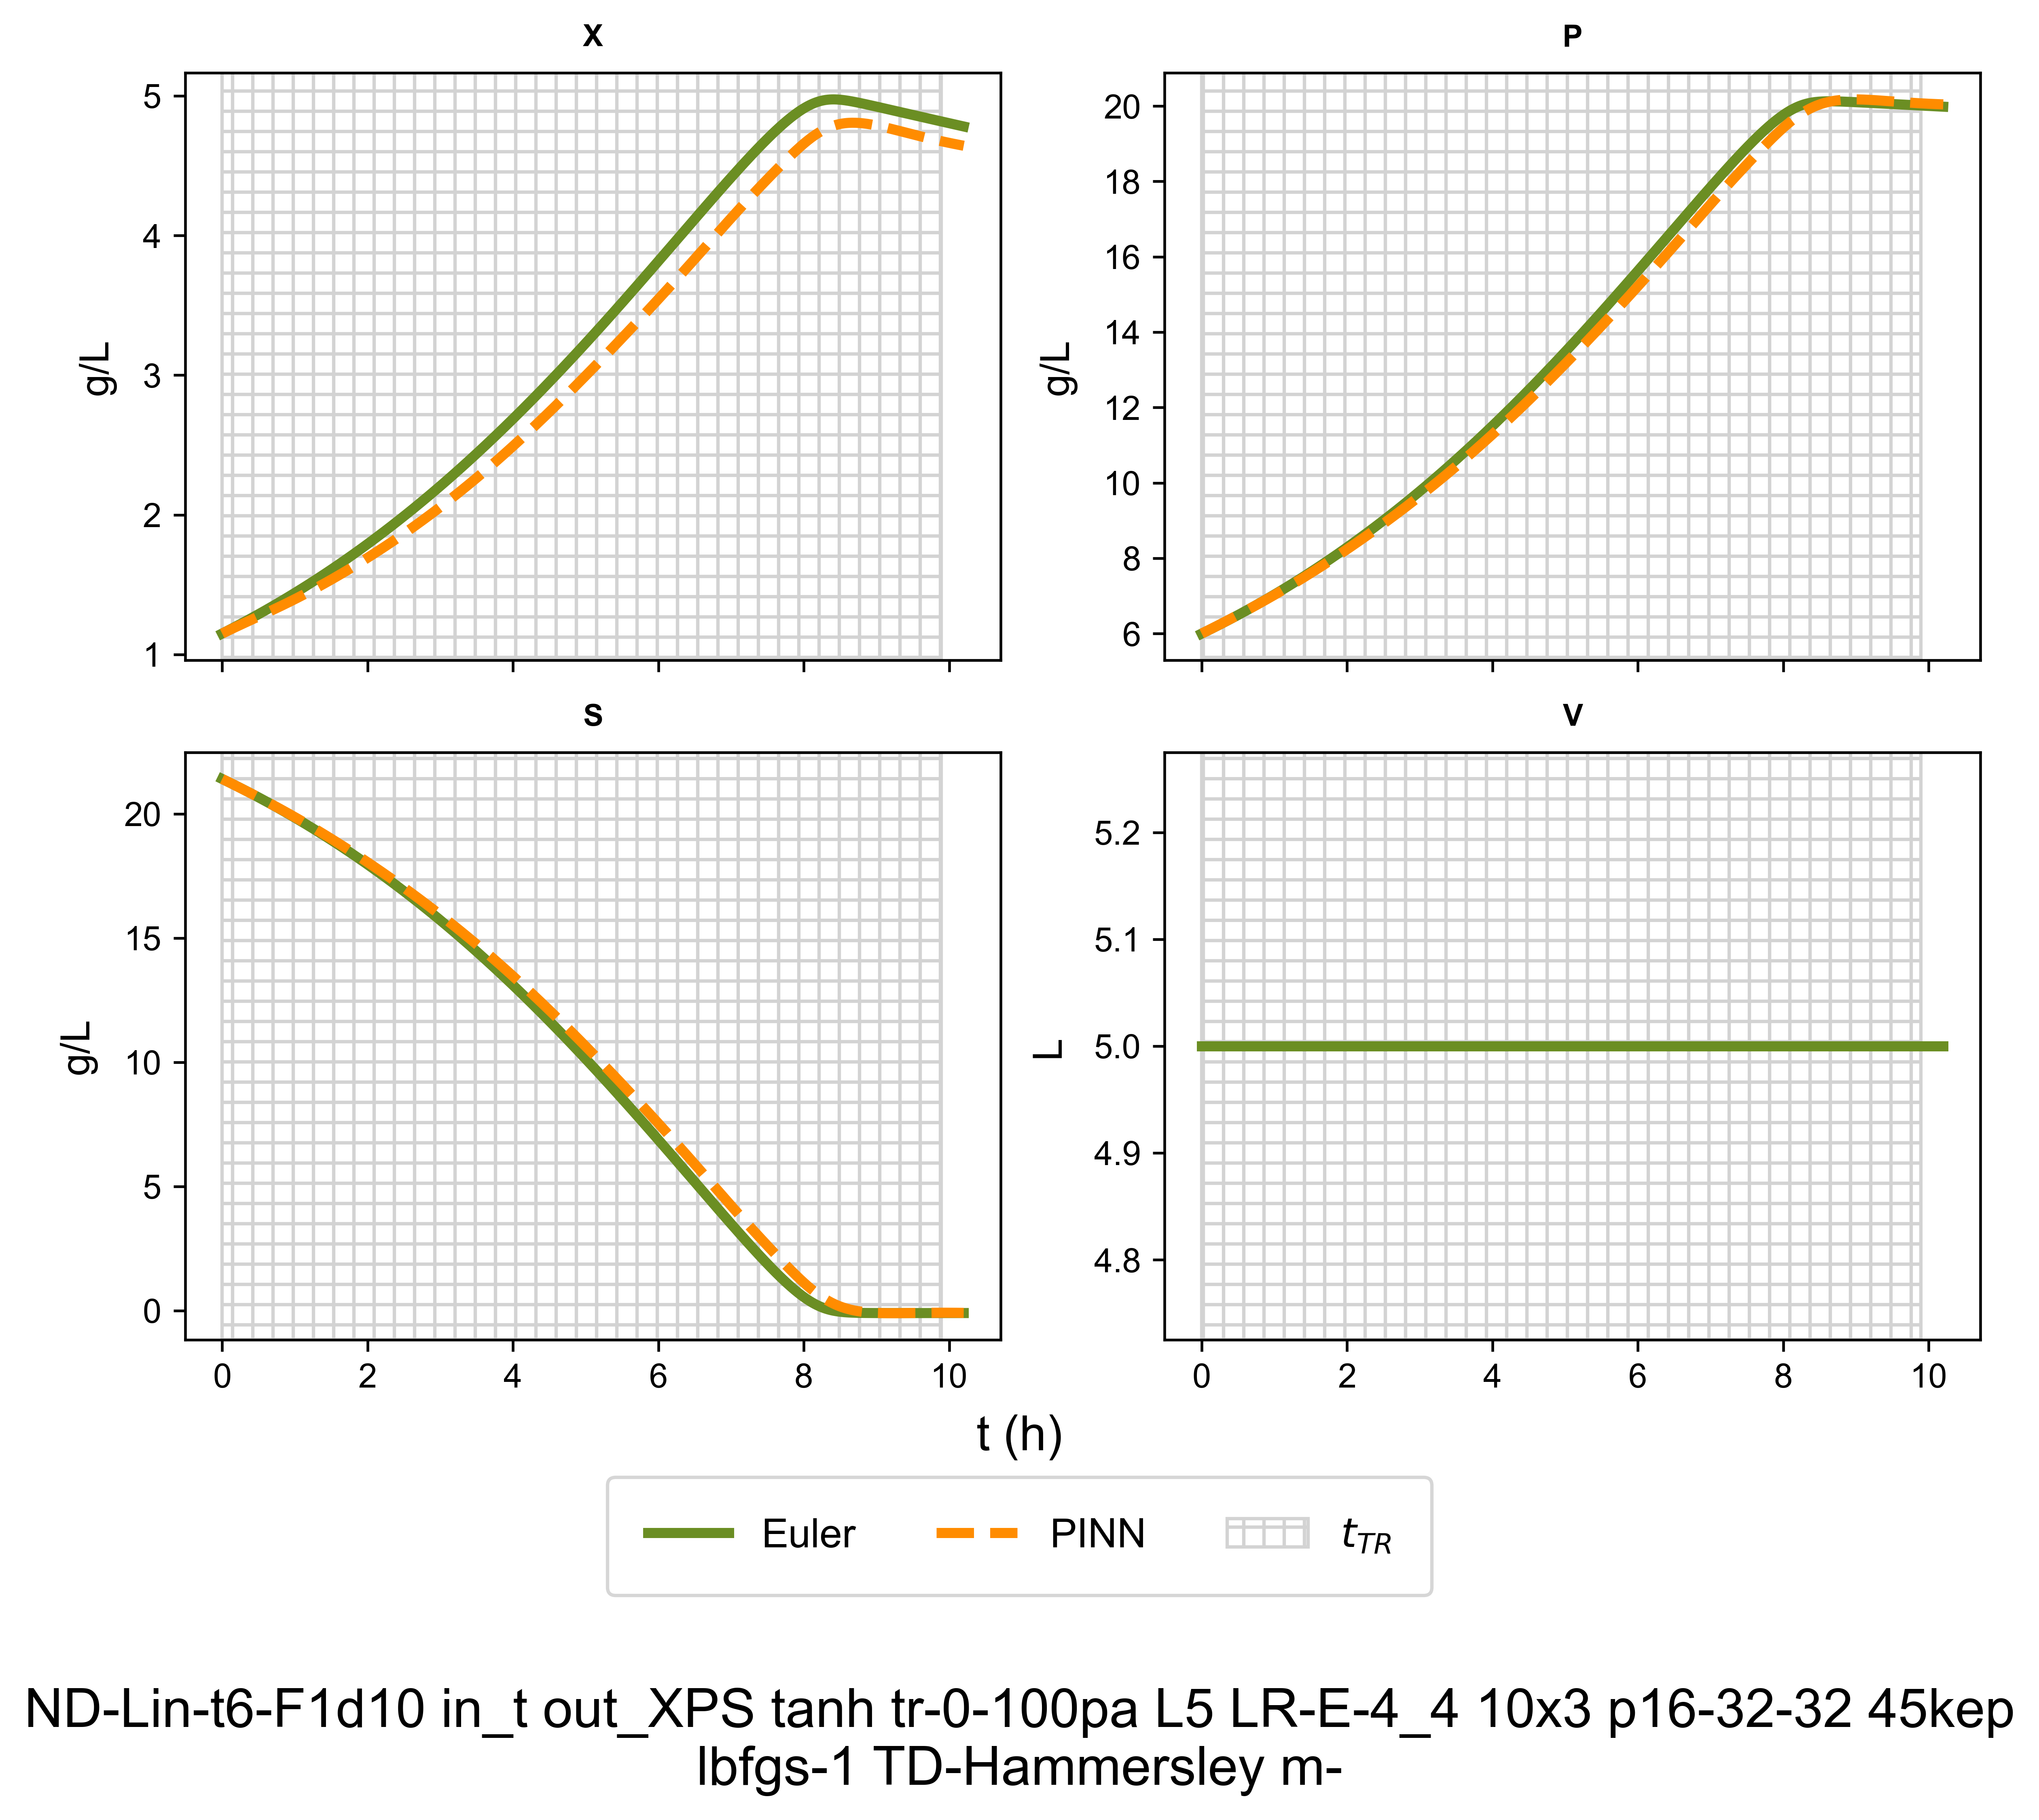 X
5
4
3
2
1
g/L
P
20
18
16
14
12
10
8
6
g/L
S
20
15
10
5
0
g/L
0 2 4 6 8 10
V
5.2
5.1
5.0
4.9
4.8
L
0 2 4 6 8 10
t (h)
Euler PINN t_{TR}
ND-Lin-t6-F1d10 in_t out_XPS tanh tr-0-100pa L5 LR-E-4_4 10x3 p16-32-32 45kep
lbfgs-1 TD-Hammersley m-